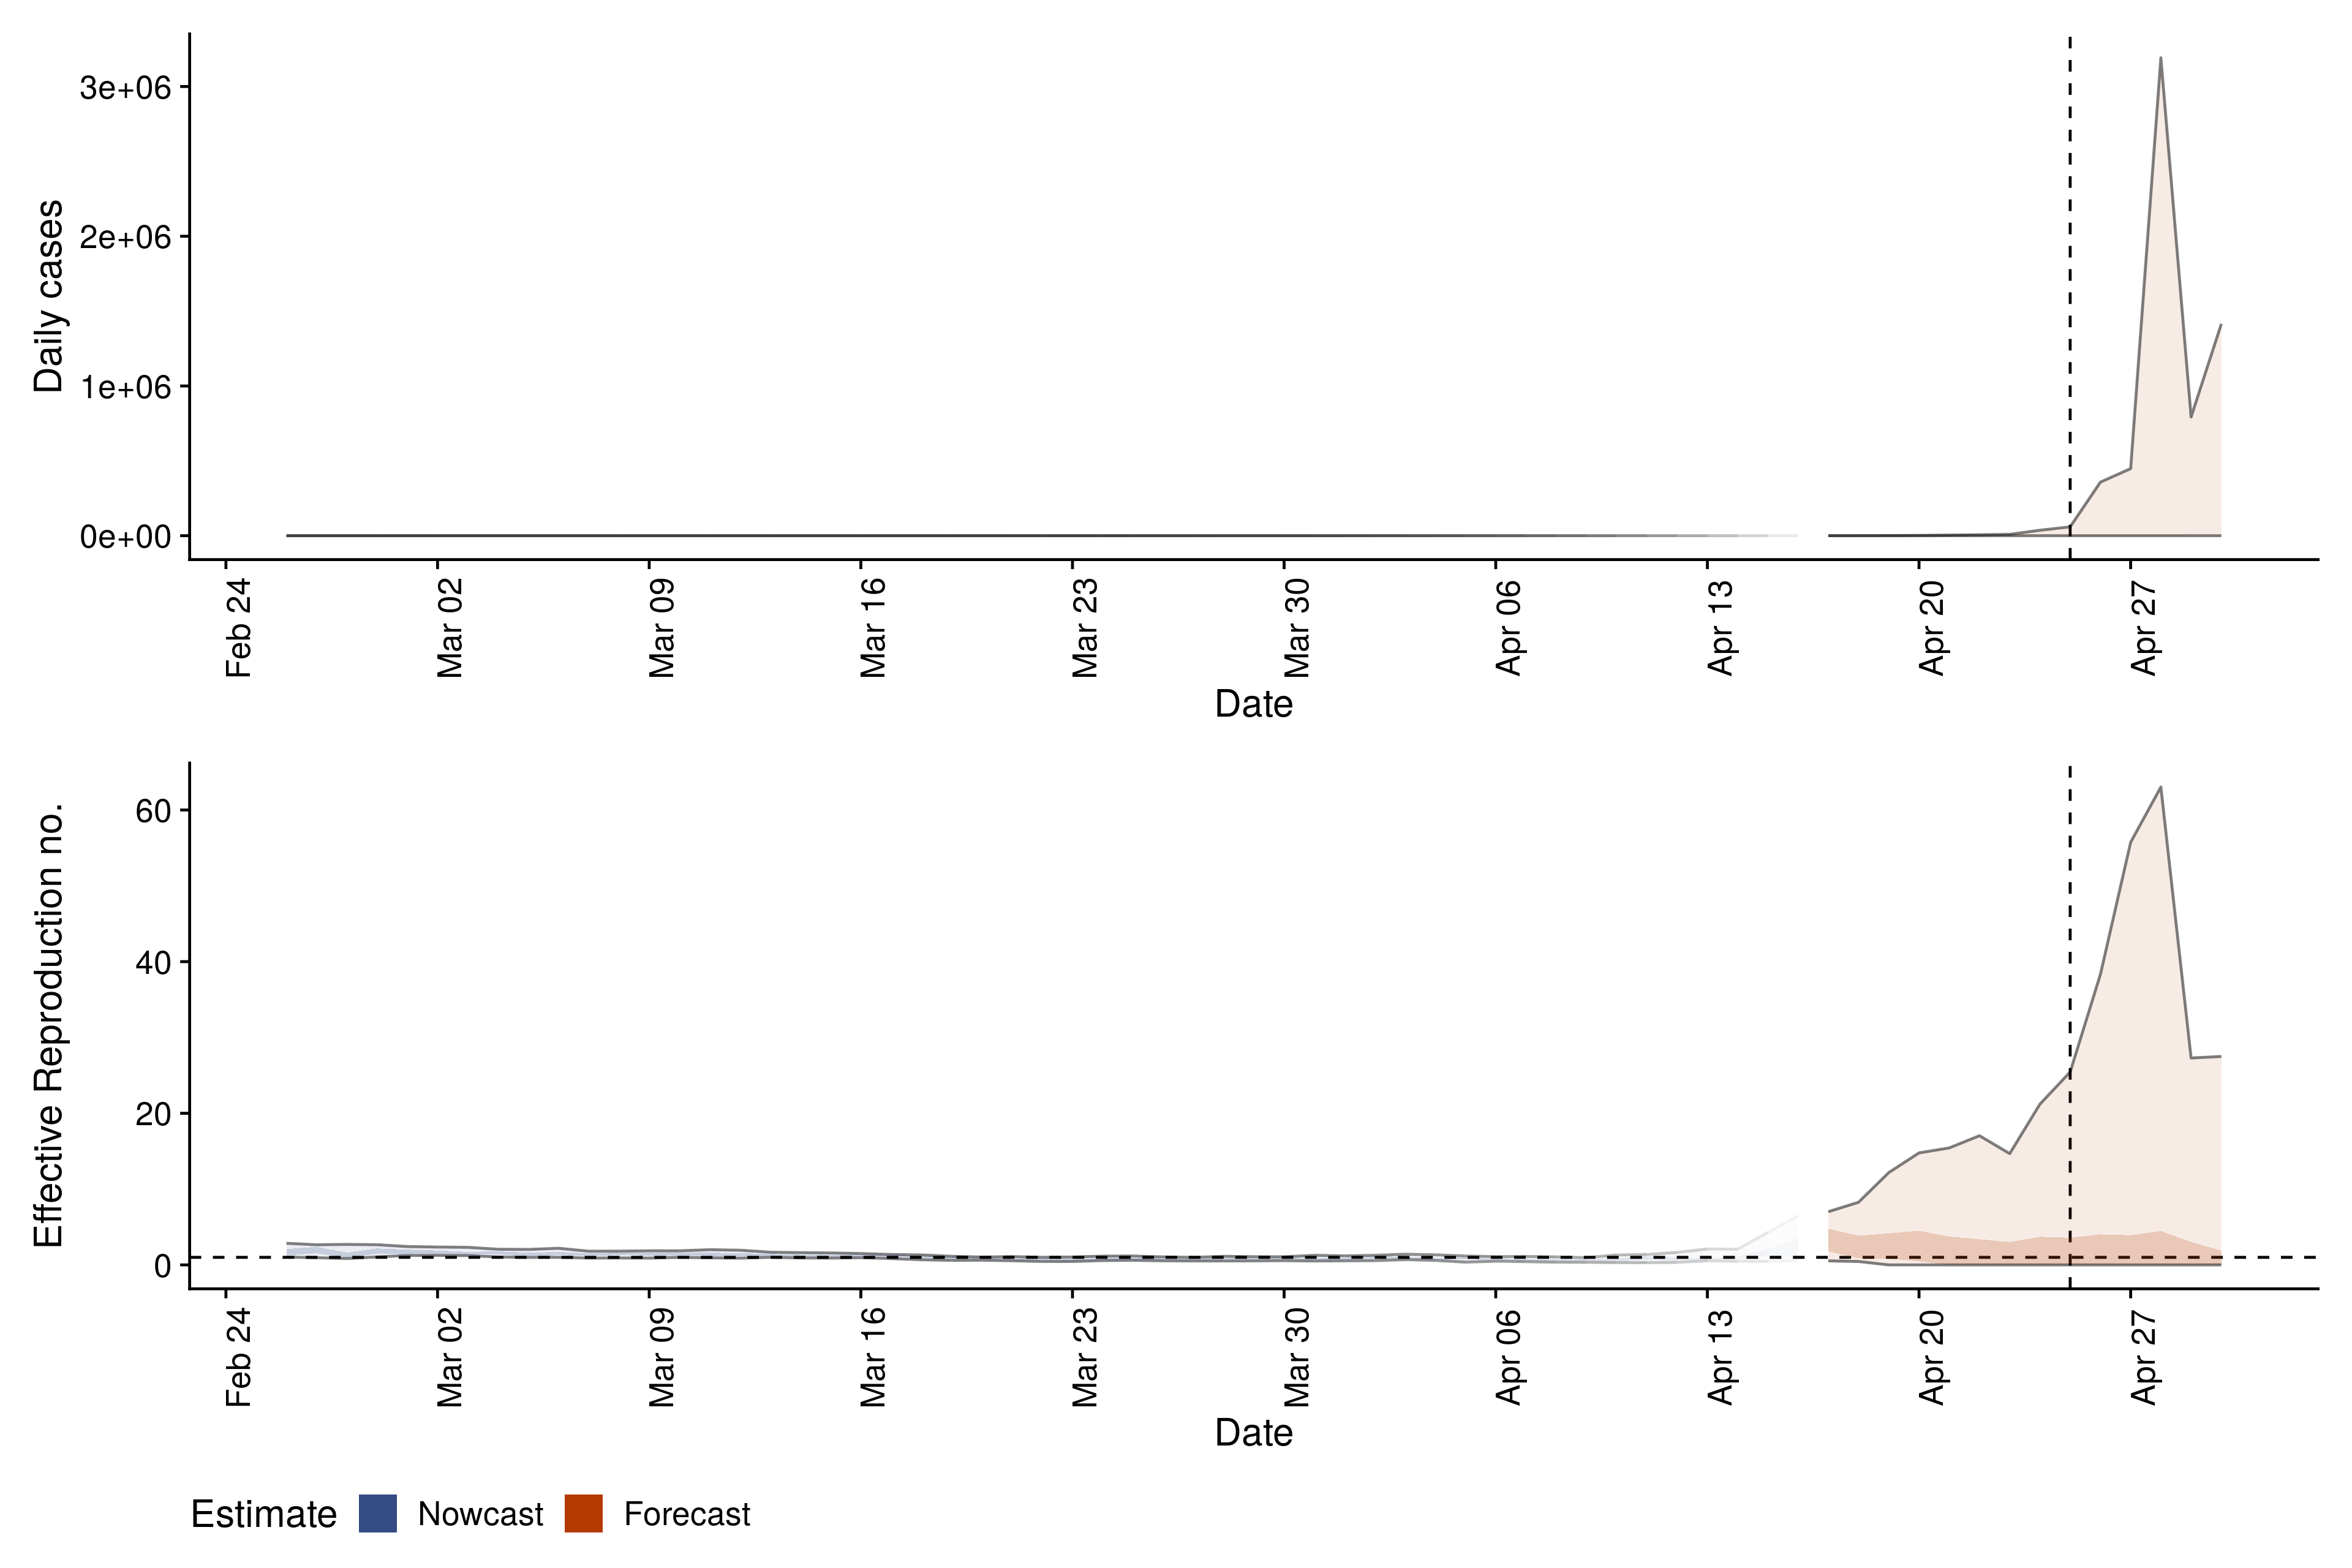 Daily cases
3e+06
2e+06
1e+06
0e+00
Feb 24
Mar 02
Mar 09
Mar 16
Mar 23
Mar 30
Apr 06
Apr 13
Apr 20
Apr 27
Date
Effective Reproduction no.
60
40
20
0
Feb 24
Mar 02
Mar 09
Mar 16
Mar 23
Mar 30
Apr 06
Apr 13
Apr 20
Apr 27
Date
Estimate Nowcast Forecast